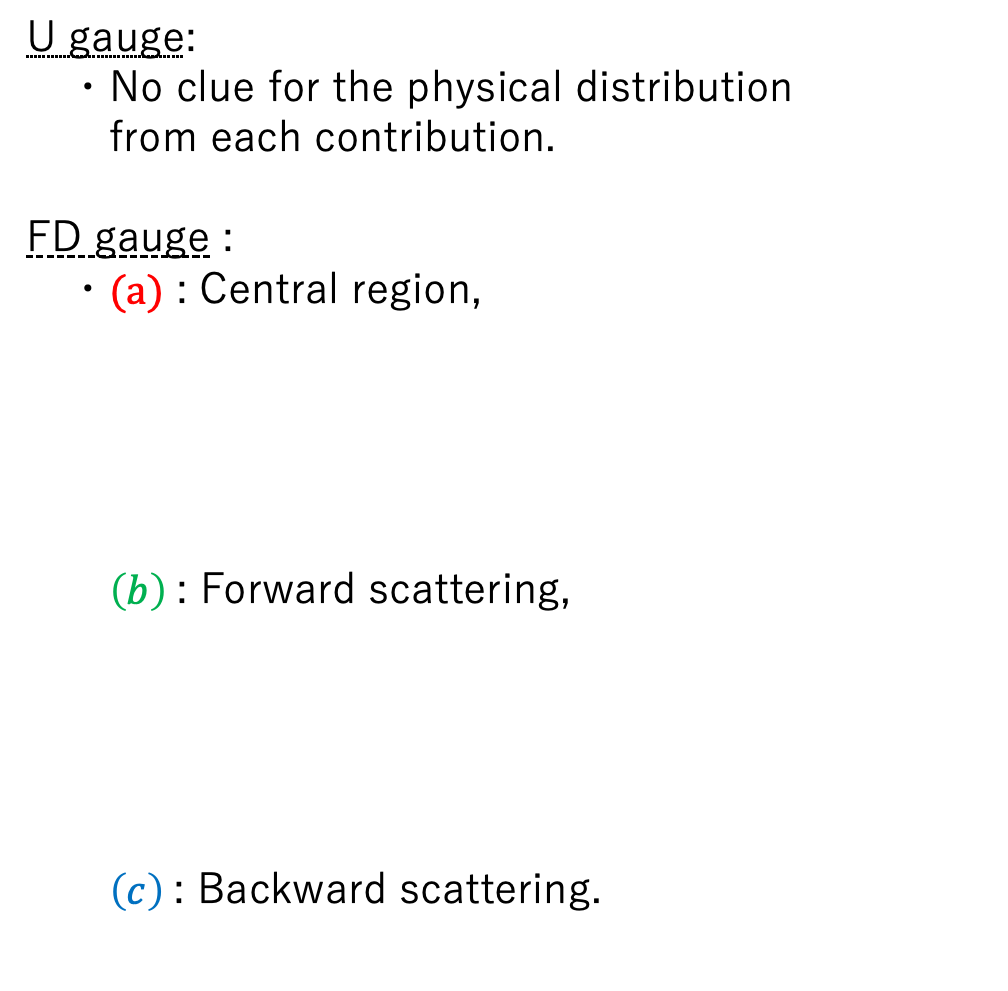 U gauge:
・No clue for the physical distribution
from each contribution.
FD gauge :
・(a) : Central region,
(b) : Forward scattering,
(c) : Backward scattering.